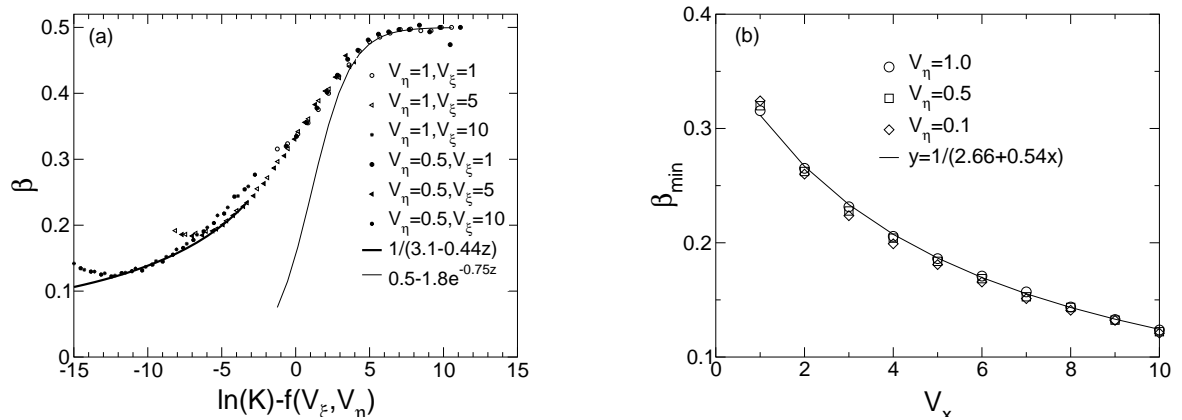 (a)
β
0.5
0.4
0.3
0.2
0.1
0
-15 -10 -5 0 5 10 15
ln(K)-f(V_ξ,V_η)
V_η=1,V_ξ=1
V_η=1,V_ξ=5
V_η=1,V_ξ=10
V_η=0.5,V_ξ=1
V_η=0.5,V_ξ=5
V_η=0.5,V_ξ=10
1/(3.1-0.44z)
0.5-1.8e^-0.75z
(b)
β_min
0.4
0.3
0.2
0.1
0 2 4 6 8 10
V_x
V_η=1.0
V_η=0.5
V_η=0.1
y=1/(2.66+0.54x)